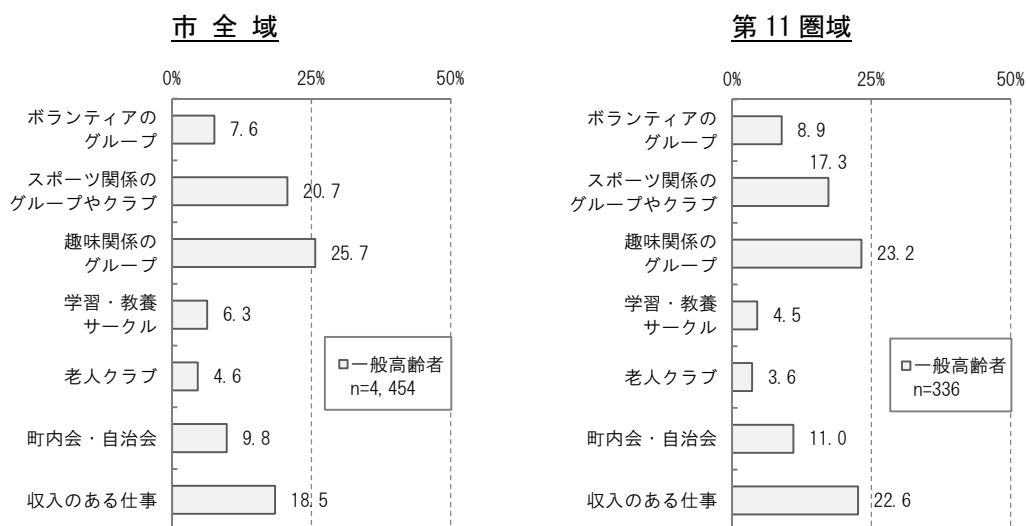 市 全 域
0%
25%
50%
ボランティアの
グループ
7.6
スポーツ関係の
グループやクラブ
20.7
趣味関係の
グループ
25.7
学習・教養
サークル
6.3
老人クラブ
4.6
町内会・自治会
9.8
収入のある仕事
18.5
一般高齢者
n=4,454
第 11 圏域
0%
25%
50%
ボランティアの
グループ
8.9
スポーツ関係の
グループやクラブ
17.3
趣味関係の
グループ
23.2
学習・教養
サークル
4.5
老人クラブ
3.6
町内会・自治会
11.0
収入のある仕事
22.6
一般高齢者
n=336